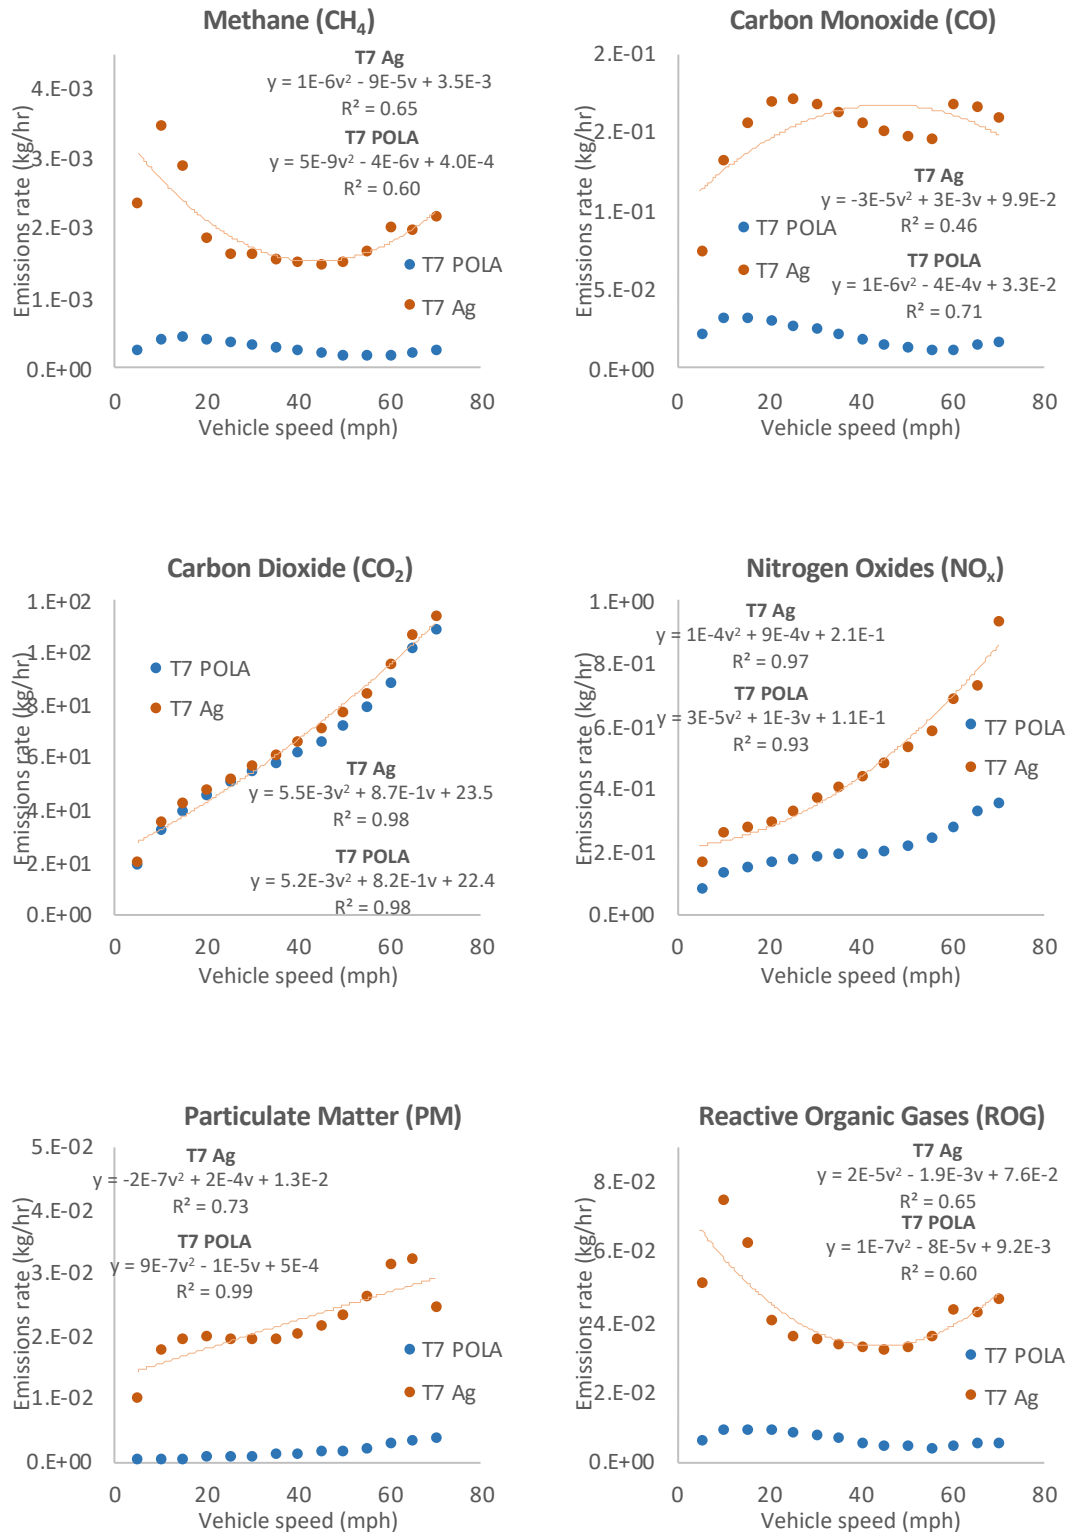 Methane (CH₄)
Emissions rate (kg/hr)
4.E-03
3.E-03
2.E-03
1.E-03
0.E+00
T7 Ag
y = 1E-6v² - 9E-5v + 3.5E-3
R² = 0.65
T7 POLA
y = 5E-9v² - 4E-6v + 4.0E-4
R² = 0.60
T7 POLA
T7 Ag
0 20 40 60 80
Vehicle speed (mph)
Carbon Monoxide (CO)
Emissions rate (kg/hr)
2.E-01
2.E-01
1.E-01
5.E-02
0.E+00
T7 Ag
y = -3E-5v² + 3E-3v + 9.9E-2
R² = 0.46
T7 POLA
T7 Ag
T7 POLA
y = 1E-6v² - 4E-4v + 3.3E-2
R² = 0.71
0 20 40 60 80
Vehicle speed (mph)
Carbon Dioxide (CO₂)
Emissions rate (kg/hr)
1.E+02
1.E+02
8.E+01
6.E+01
4.E+01
2.E+01
0.E+00
T7 POLA
T7 Ag
T7 Ag
y = 5.5E-3v² + 8.7E-1v + 23.5
R² = 0.98
T7 POLA
y = 5.2E-3v² + 8.2E-1v + 22.4
R² = 0.98
0 20 40 60 80
Vehicle speed (mph)
Nitrogen Oxides (NOₓ)
Emissions rate (kg/hr)
1.E+00
8.E-01
6.E-01
4.E-01
2.E-01
0.E+00
T7 Ag
y = 1E-4v² + 9E-4v + 2.1E-1
R² = 0.97
T7 POLA
y = 3E-5v² + 1E-3v + 1.1E-1
R² = 0.93
T7 POLA
T7 Ag
0 20 40 60 80
Vehicle speed (mph)
Particulate Matter (PM)
Emissions rate (kg/hr)
5.E-02
4.E-02
3.E-02
2.E-02
1.E-02
0.E+00
T7 Ag
y = -2E-7v² + 2E-4v + 1.3E-2
R² = 0.73
T7 POLA
y = 9E-7v² - 1E-5v + 5E-4
R² = 0.99
T7 POLA
T7 Ag
0 20 40 60 80
Vehicle speed (mph)
Reactive Organic Gases (ROG)
Emissions rate (kg/hr)
8.E-02
6.E-02
4.E-02
2.E-02
0.E+00
T7 Ag
y = 2E-5v² - 1.9E-3v + 7.6E-2
R² = 0.65
T7 POLA
y = 1E-7v² - 8E-5v + 9.2E-3
R² = 0.60
T7 POLA
T7 Ag
0 20 40 60 80
Vehicle speed (mph)